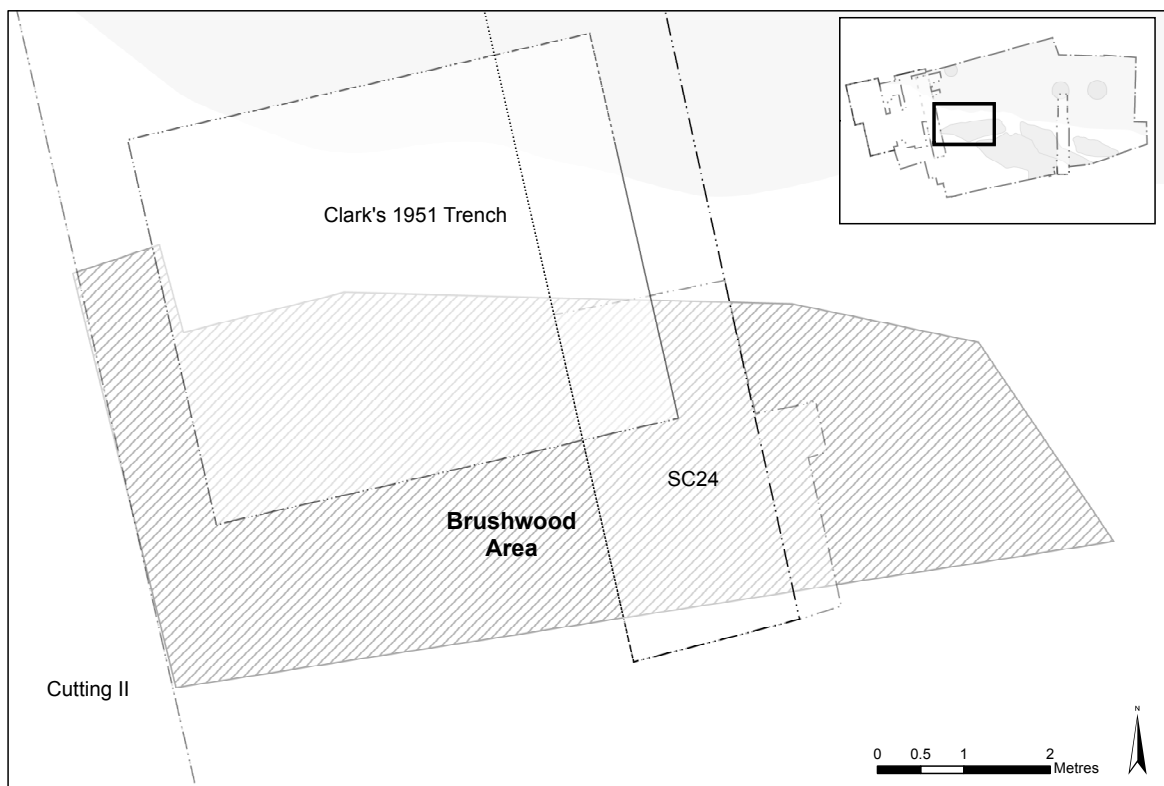 Clark's 1951 Trench
SC24
Brushwood
Area
Cutting II
N
0 0.5 1 2
Metres